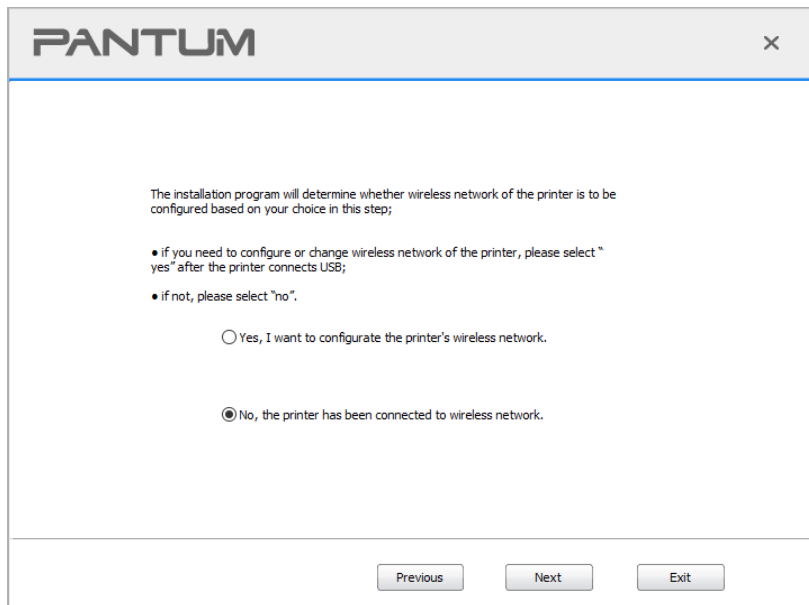 PANTUM
The installation program will determine whether wireless network of the printer is to be
configured based on your choice in this step;
● if you need to configure or change wireless network of the printer, please select “
yes” after the printer connects USB;
● if not, please select “no”.
Yes, I want to configurate the printer's wireless network.
No, the printer has been connected to wireless network.
Previous Next Exit